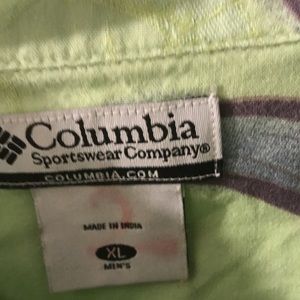 Columbia
Sportswear Company®
COLUMBIA.COM
MADE IN INDIA
XL
MEN'S